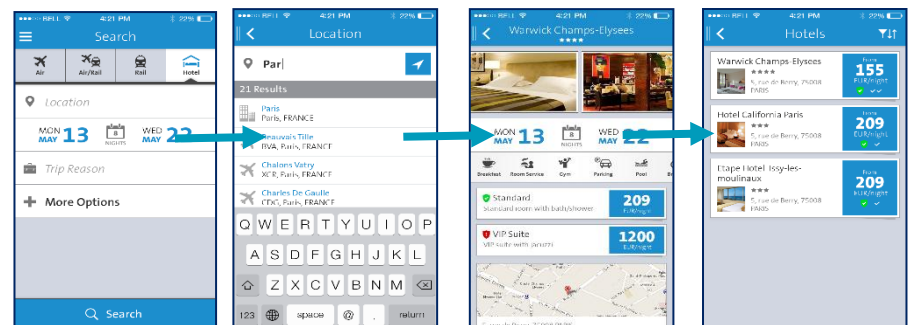 BELL 4:21 PM 22%
Search
Air
Air/Rail
Rail
Hotel
Location
MON MAY 13
8 NIGHTS
WED MAY 22
Trip Reason
More Options
Search
BELL 4:21 PM 22%
Location
Par
21 Results
Paris
Paris, FRANCE
Beauvais Tille
BVA, Paris, FRANCE
Chalons Vatry
XCR, Paris, FRANCE
Charles De Gaulle
CDG, Paris, FRANCE
Q W E R T Y U I O P
A S D F G H J K L
Z X C V B N M
123 space @ . return
BELL 4:21 PM 22%
Warwick Champs-Elysees
MON MAY 13
8 NIGHTS
WED MAY 22
Breakfast
Room Service
Gym
Parking
Pool
Standard
Standard room with bath/shower
209
EUR/night
VIP Suite
VIP suite with jacuzzi
1200
EUR/night
BELL 4:21 PM 22%
Hotels
Warwick Champs-Elysees
5, rue de Berry, 75008
PARIS
From
155
EUR/night
Hotel California Paris
5, rue de Berry, 75008
PARIS
From
209
EUR/night
Etape Hotel Issy-les-
moulinaux
5, rue de Berry, 75008
PARIS
From
209
EUR/night